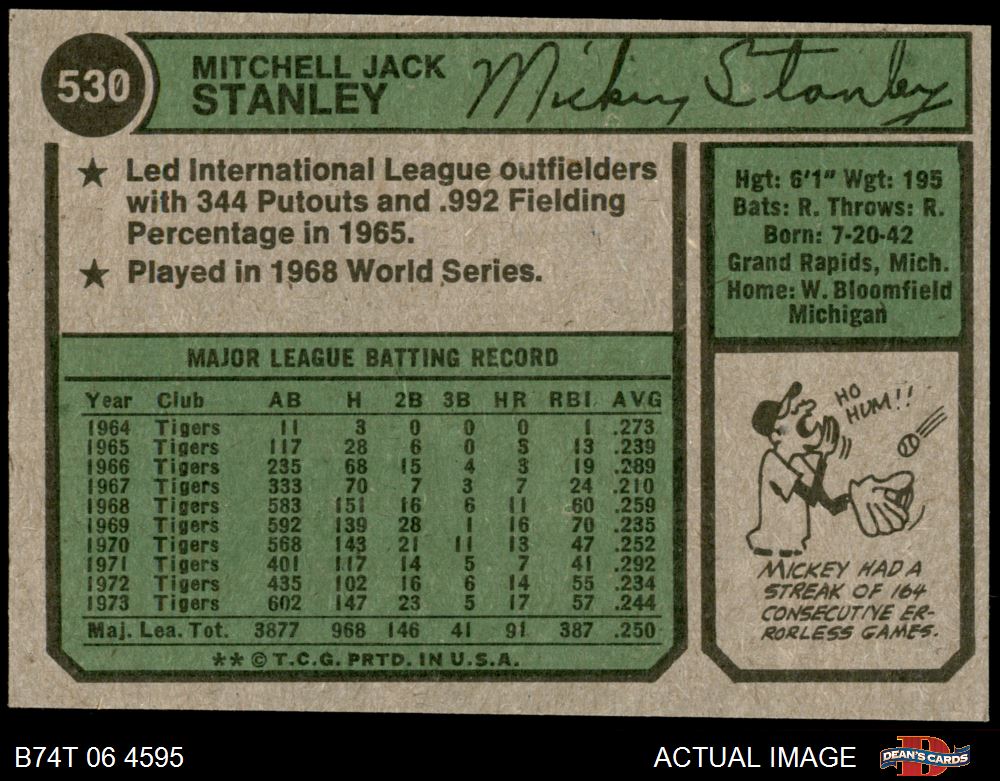 530
MITCHELL JACK
STANLEY
Mickey Stanley
★ Led International League outfielders
with 344 Putouts and .992 Fielding
Percentage in 1965.
★ Played in 1968 World Series.
Hgt: 6'1" Wgt: 195
Bats: R. Throws: R.
Born: 7-20-42
Grand Rapids, Mich.
Home: W. Bloomfield
Michigan
MAJOR LEAGUE BATTING RECORD
Year Club AB H 2B 3B HR RBI AVG
1964 Tigers 11 3 0 0 0 1 .273
1965 Tigers 117 28 6 0 3 13 .239
1966 Tigers 235 68 15 4 3 19 .289
1967 Tigers 333 70 7 3 7 24 .210
1968 Tigers 583 151 16 6 11 60 .259
1969 Tigers 592 139 28 1 16 70 .235
1970 Tigers 568 143 21 11 13 47 .252
1971 Tigers 401 117 14 5 7 41 .292
1972 Tigers 435 102 16 6 14 55 .234
1973 Tigers 602 147 23 5 17 57 .244
Maj. Lea. Tot. 3877 968 146 41 91 387 .250
** © T.C.G. PRTD. IN U.S.A.
HO
HUM!!
MICKEY HAD A
STREAK OF 164
CONSECUTIVE ER-
RORLESS GAMES.
B74T 06 4595
ACTUAL IMAGE
DEAN'S CARDS